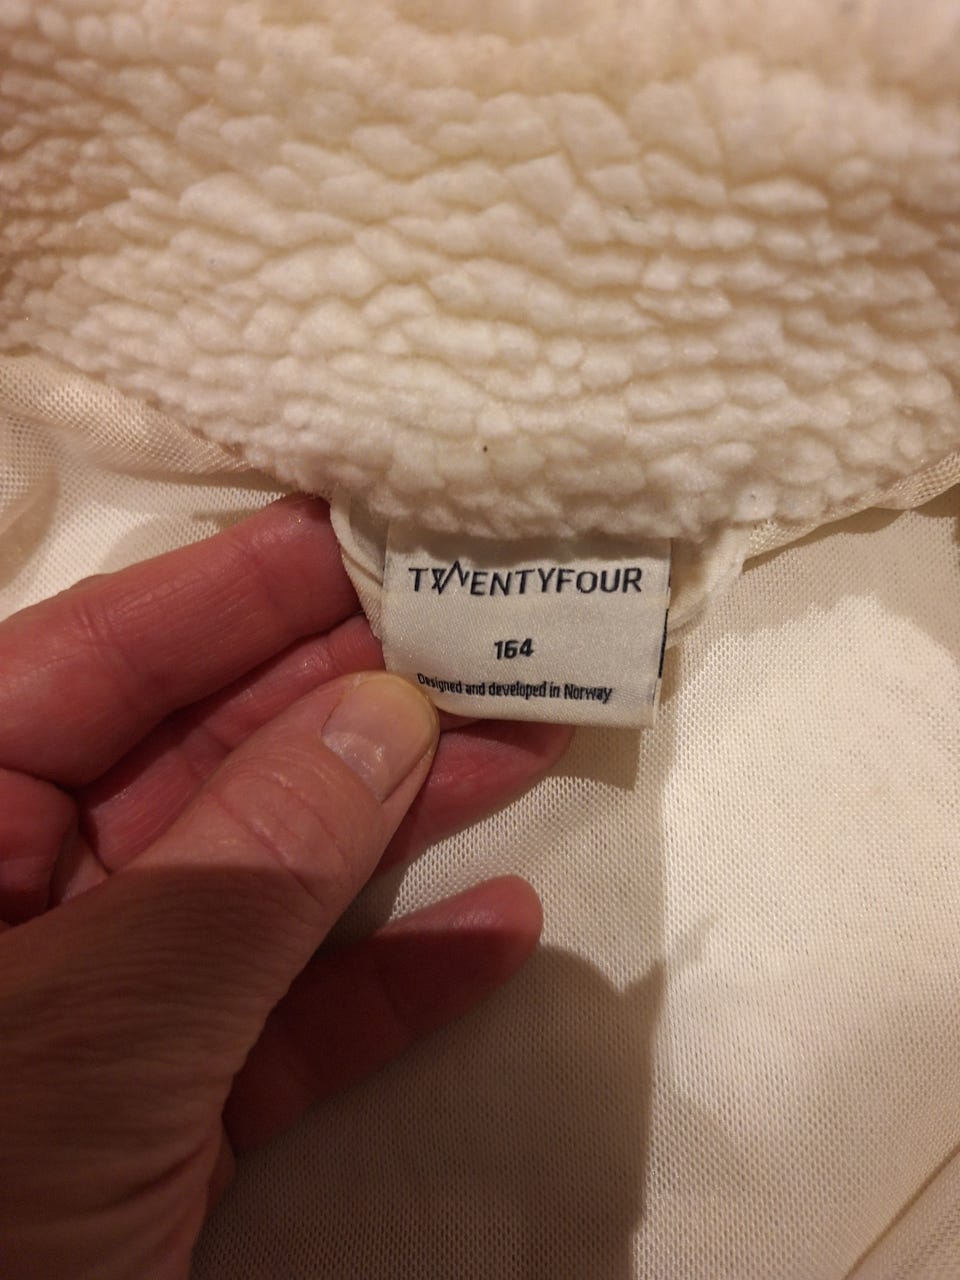 TWENTYFOUR
164
Designed and developed in Norway